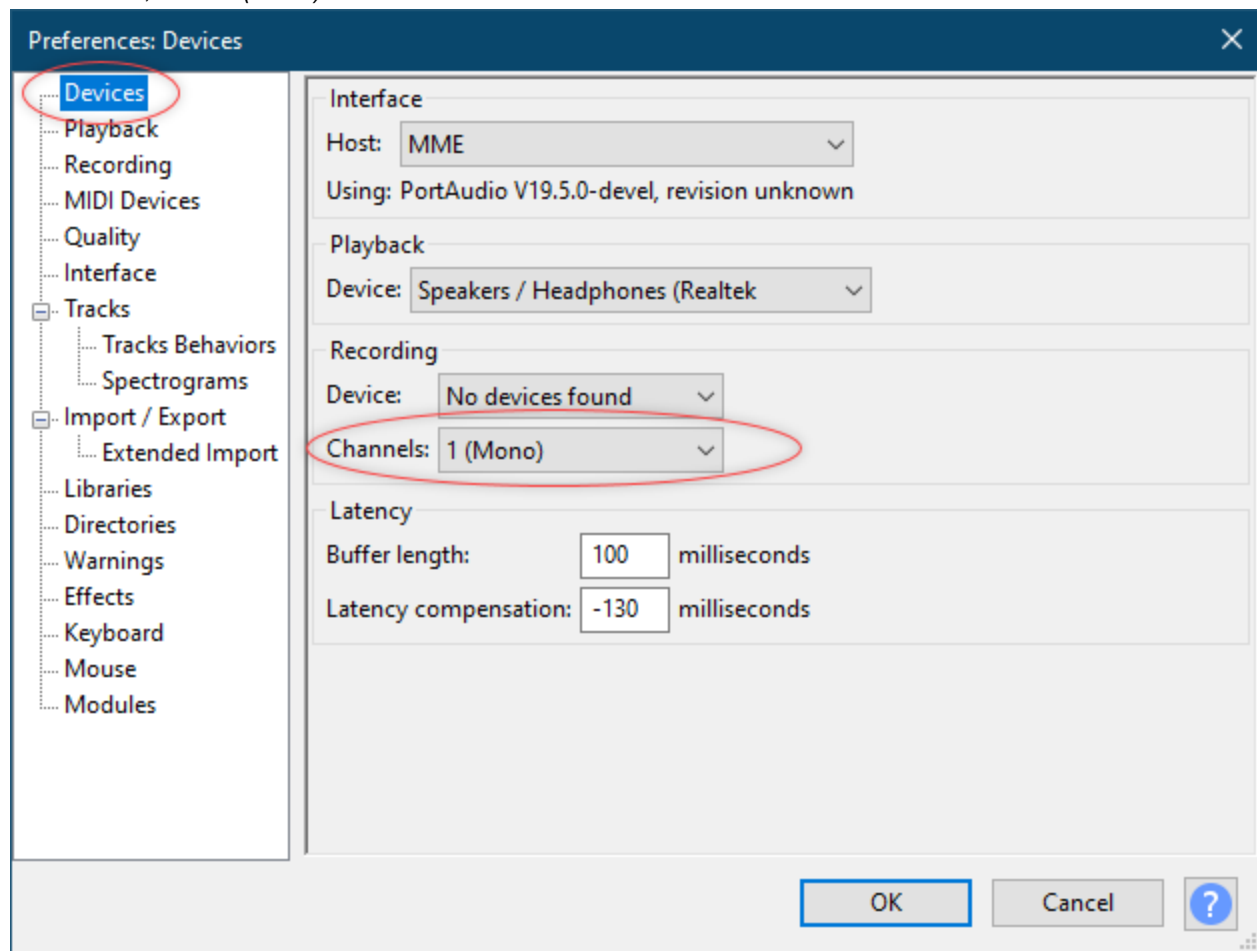 Preferences: Devices
Devices
Playback
Recording
MIDI Devices
Quality
Interface
Tracks
Tracks Behaviors
Spectrograms
Import / Export
Extended Import
Libraries
Directories
Warnings
Effects
Keyboard
Mouse
Modules
Interface
Host: MME
Using: PortAudio V19.5.0-devel, revision unknown
Playback
Device: Speakers / Headphones (Realtek
Recording
Device: No devices found
Channels: 1 (Mono)
Latency
Buffer length: 100 milliseconds
Latency compensation: -130 milliseconds
OK Cancel ?